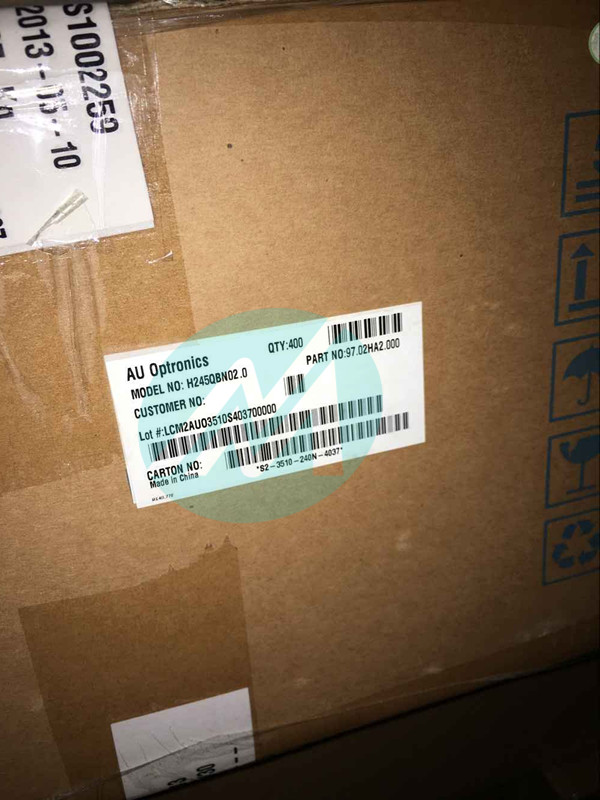 S1002259
2013-05-10
AU Optronics
QTY:400
MODEL NO: H245QBN02.0
PART NO:97.02HA2.000
CUSTOMER NO:
Lot #:LCM2AUO3510S403700000
CARTON NO:
*S2-3510-240N-4037*
Made in China